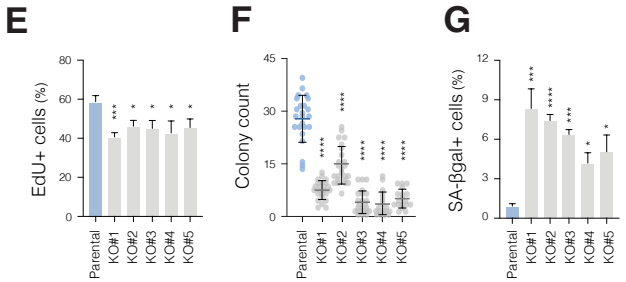 E
EdU+ cells (%)
80
60
40
20
0
***
*
*
*
*
Parental
KO#1
KO#2
KO#3
KO#4
KO#5
F
Colony count
45
30
15
0
****
****
****
****
****
Parental
KO#1
KO#2
KO#3
KO#4
KO#5
G
SA-βgal+ cells (%)
12
9
6
3
0
***
****
***
*
*
Parental
KO#1
KO#2
KO#3
KO#4
KO#5